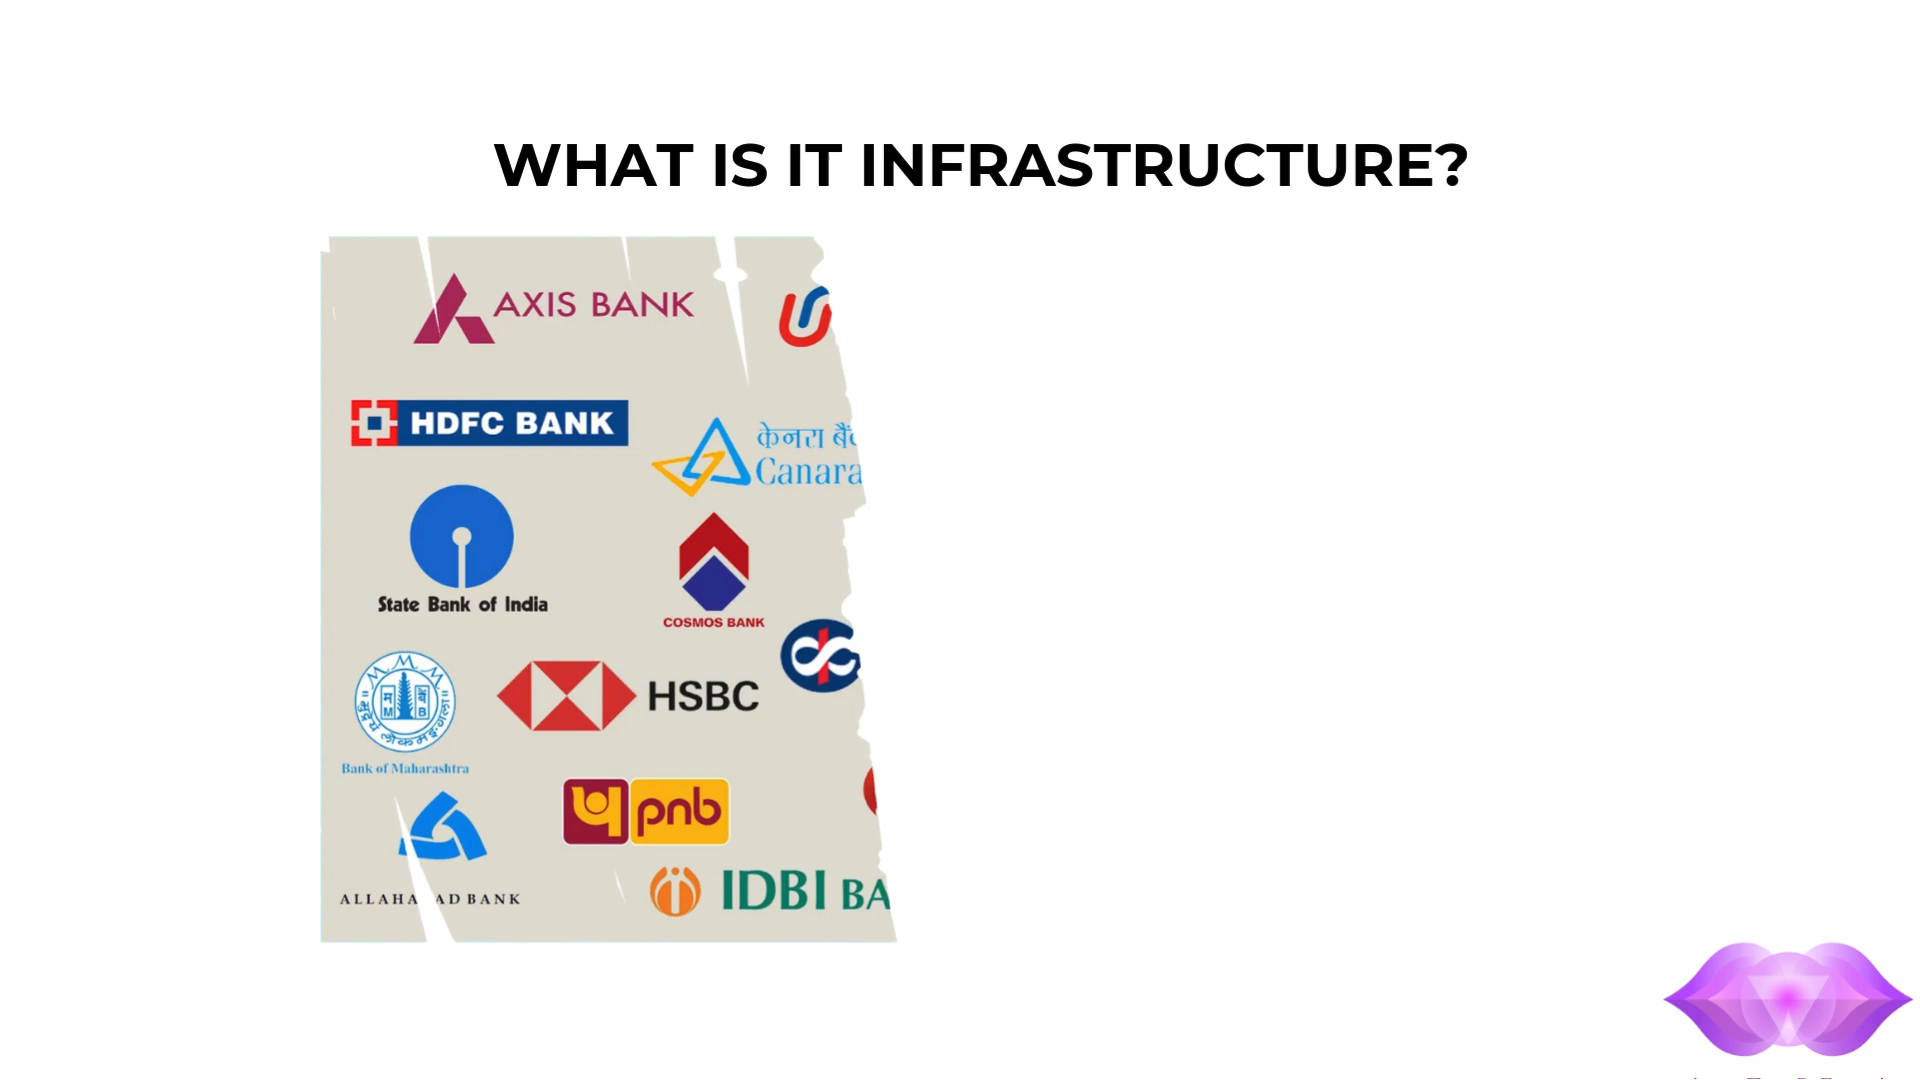 WHAT IS IT INFRASTRUCTURE?
AXIS BANK
HDFC BANK
केनरा
Canara
State Bank of India
COSMOS BANK
HSBC
Bank of Maharashtra
pnb
BANK
IDBI